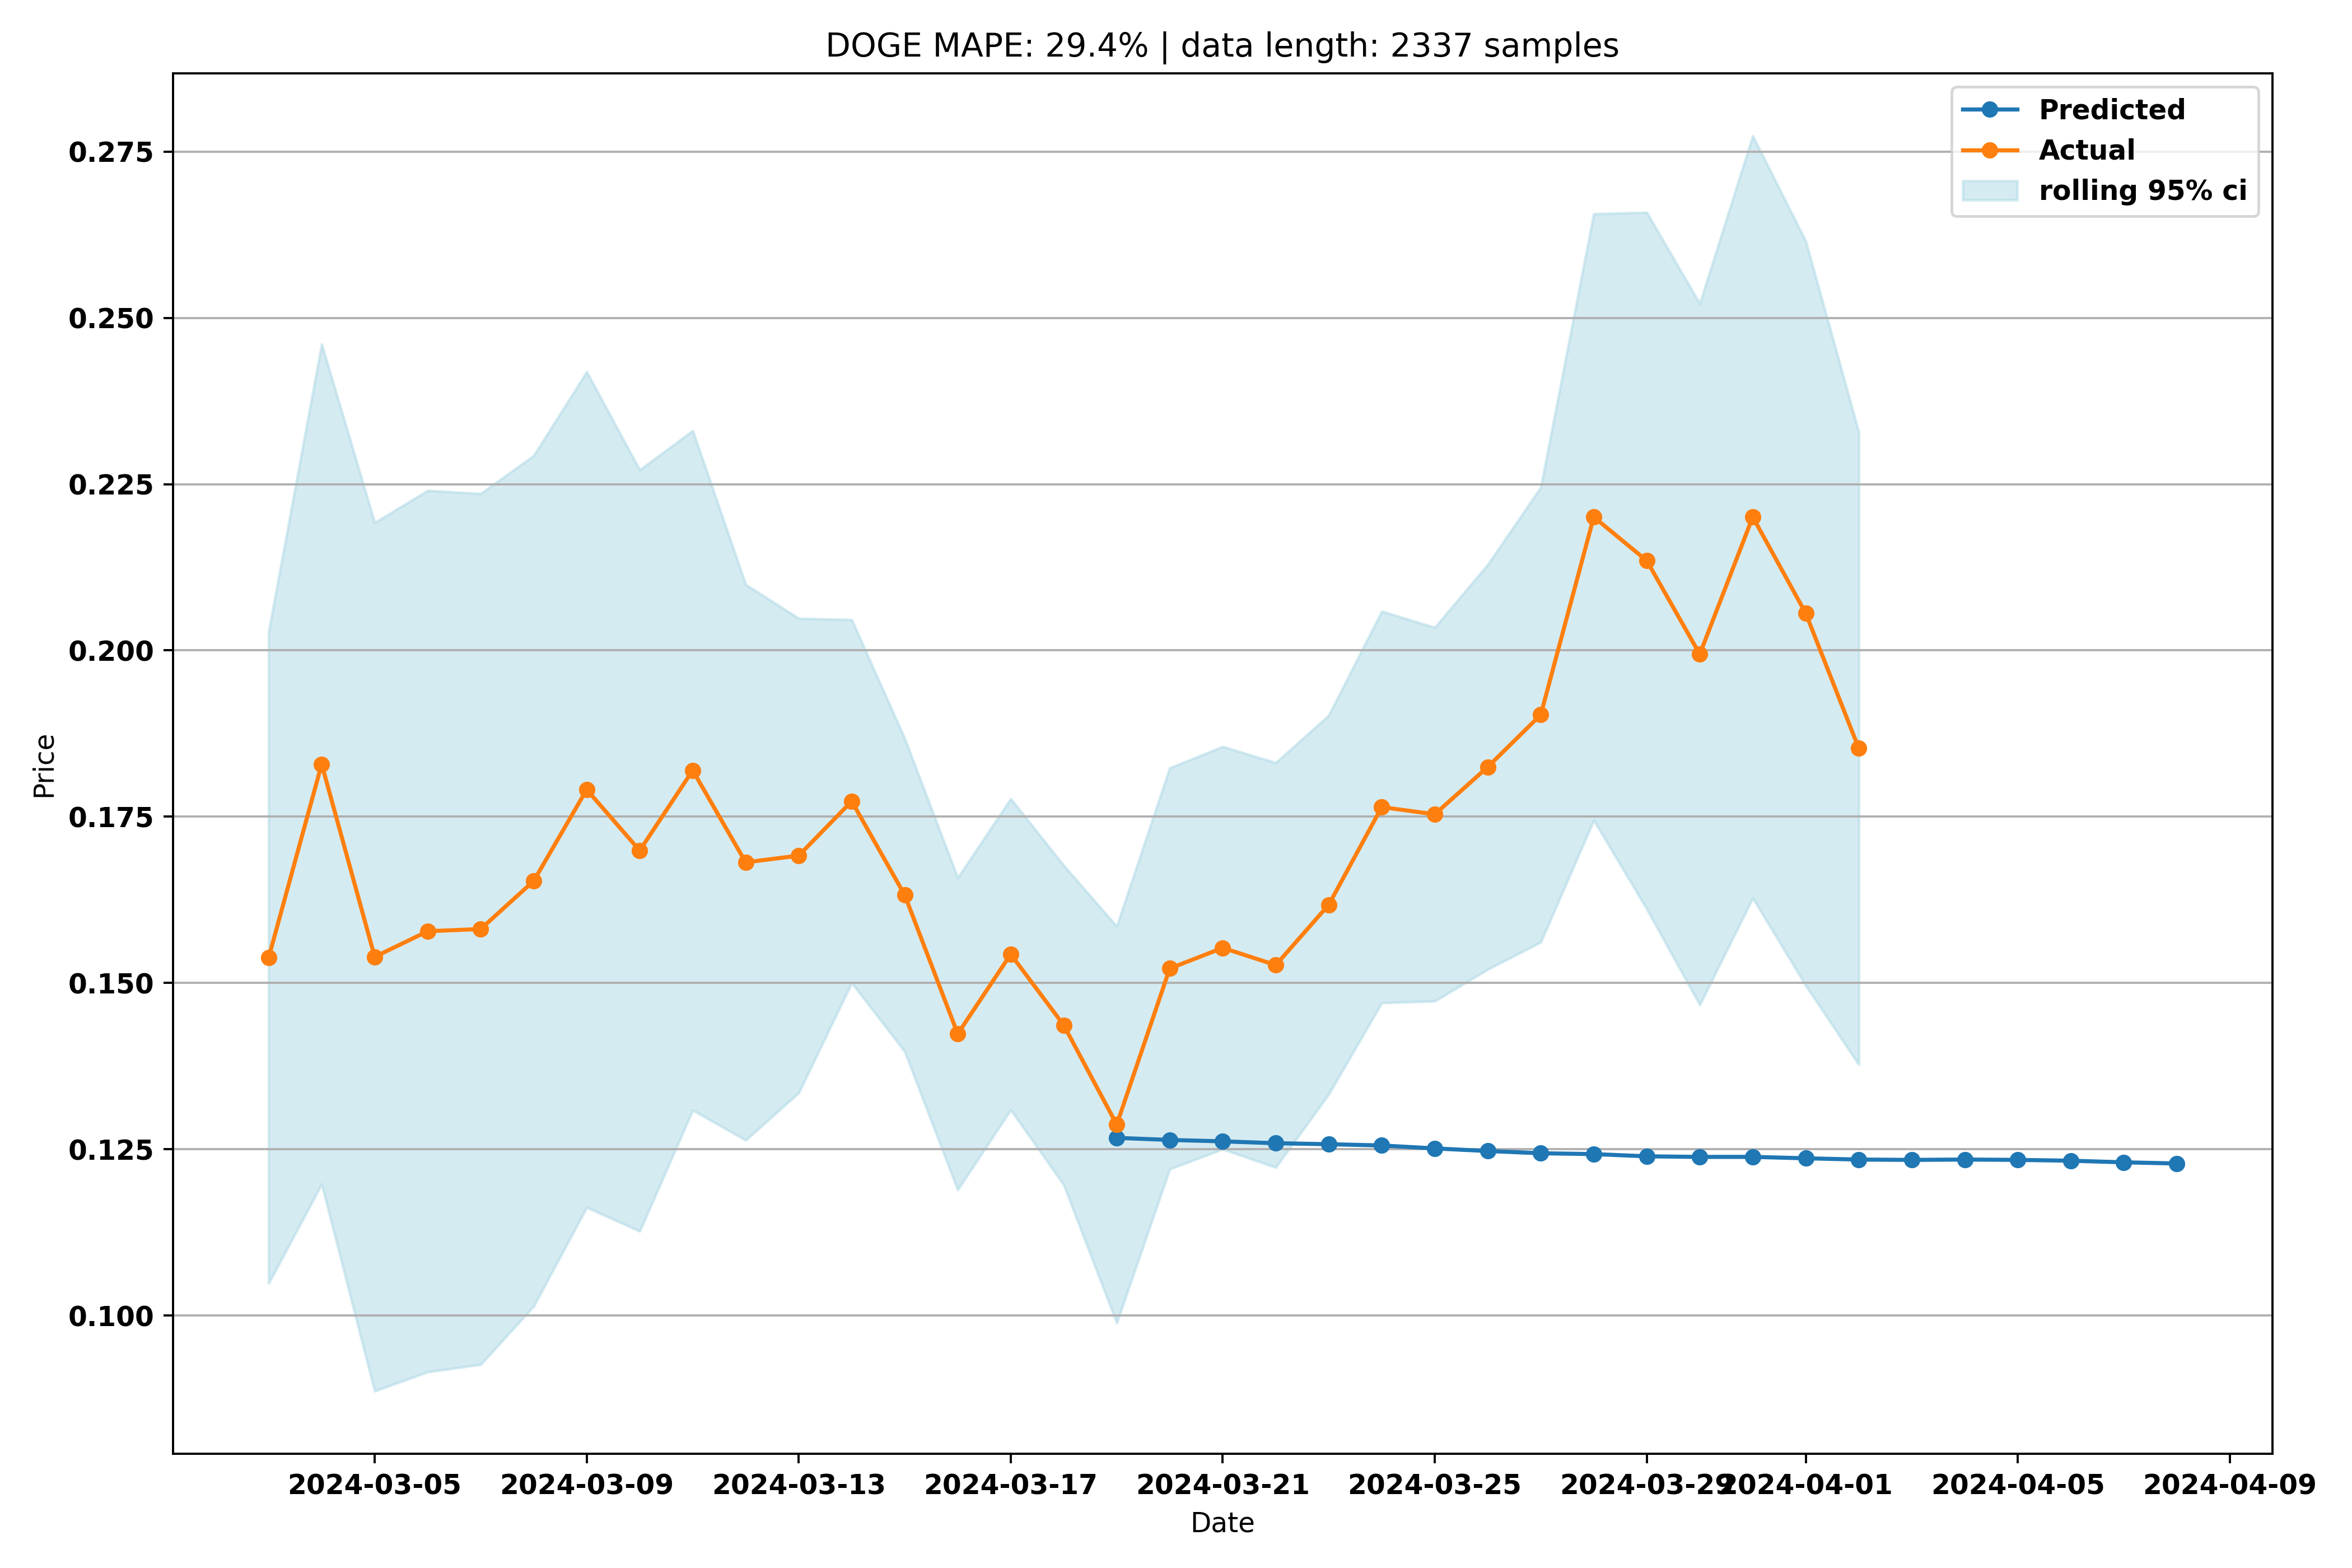 DOGE MAPE: 29.4% | data length: 2337 samples
Predicted
Actual
rolling 95% ci
0.275
0.250
0.225
0.200
0.175
0.150
0.125
0.100
Price
2024-03-05 2024-03-09 2024-03-13 2024-03-17 2024-03-21 2024-03-25 2024-03-29 2024-04-01 2024-04-05 2024-04-09
Date